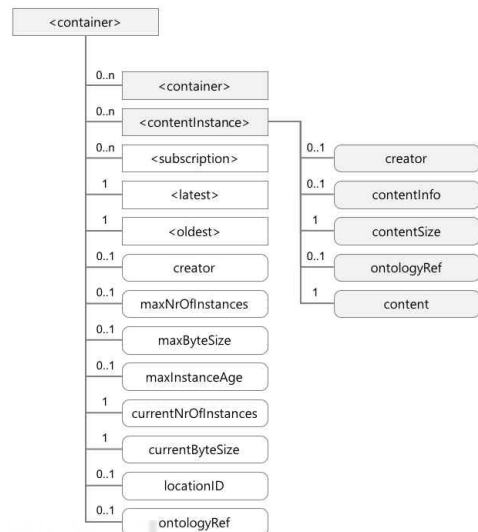 <container>
0..n
<container>
0..n
<contentInstance>
0..n
<subscription>
1
<latest>
1
<oldest>
0..1
creator
0..1
maxNrOfInstances
0..1
maxByteSize
0..1
maxInstanceAge
1
currentNrOfInstances
1
currentByteSize
0..1
locationID
0..1
ontologyRef
0..1
creator
0..1
contentInfo
1
contentSize
0..1
ontologyRef
1
content